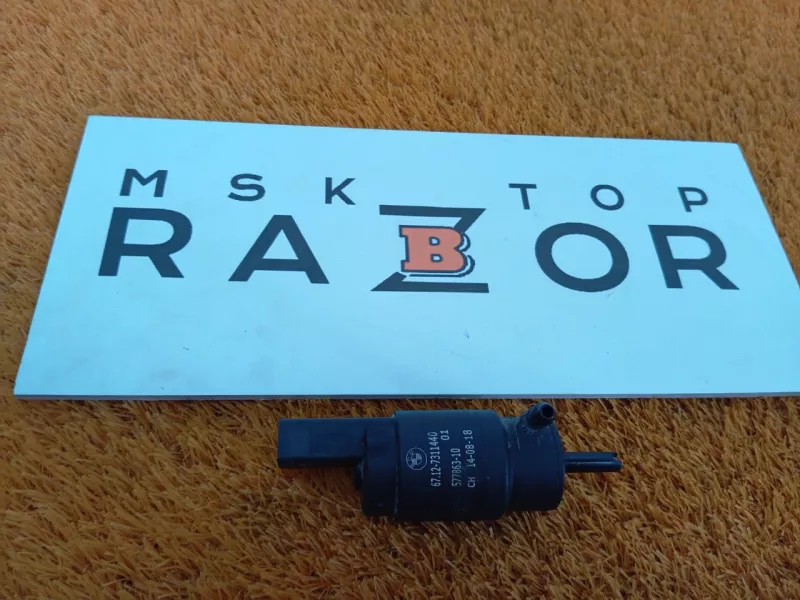 MSK TOP
RAZBOR
67.12-7311440
01
577863-10
CH 14-08-18